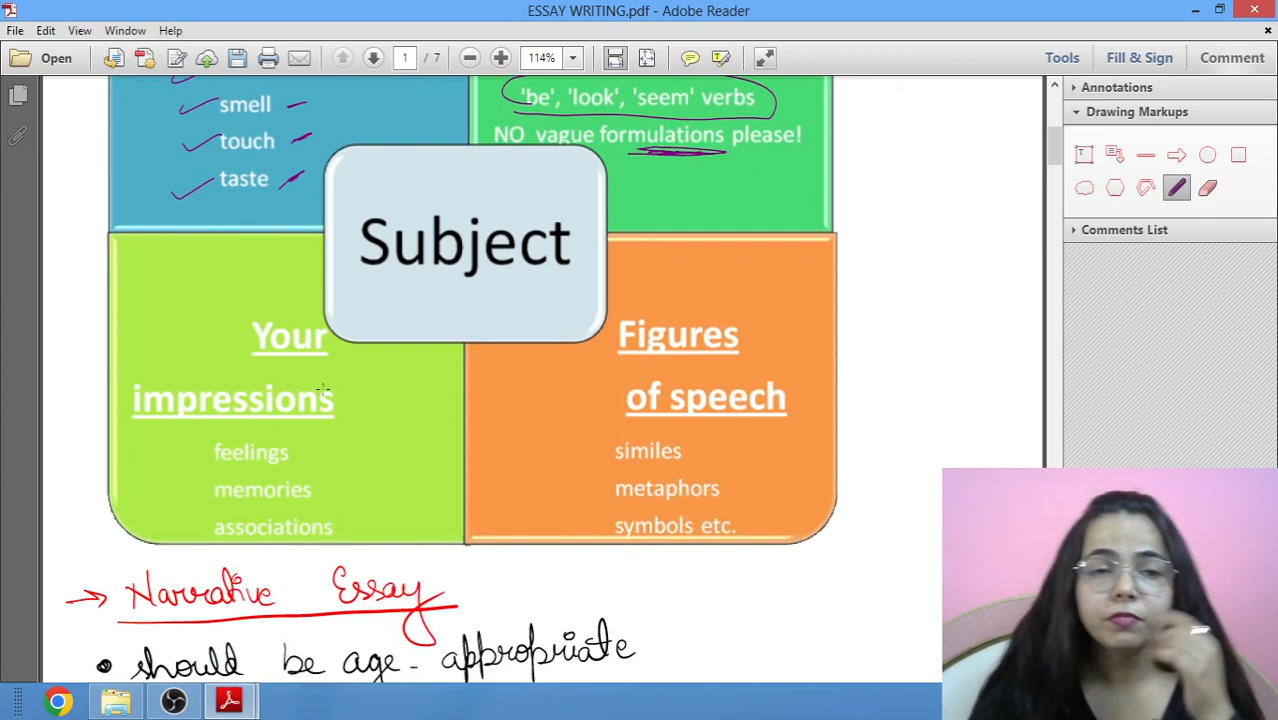 ESSAY WRITING.pdf - Adobe Reader
File Edit View Window Help
Open
1 / 7
114%
Tools
Fill & Sign
Comment
smell
touch
taste
'be', 'look', 'seem' verbs
NO vague formulations please!
Subject
Your
impressions
feelings
memories
associations
Figures
of speech
similes
metaphors
symbols etc.
→ Narrative Essay
• should be age - appropriate
Annotations
Drawing Markups
T
T
Comments List